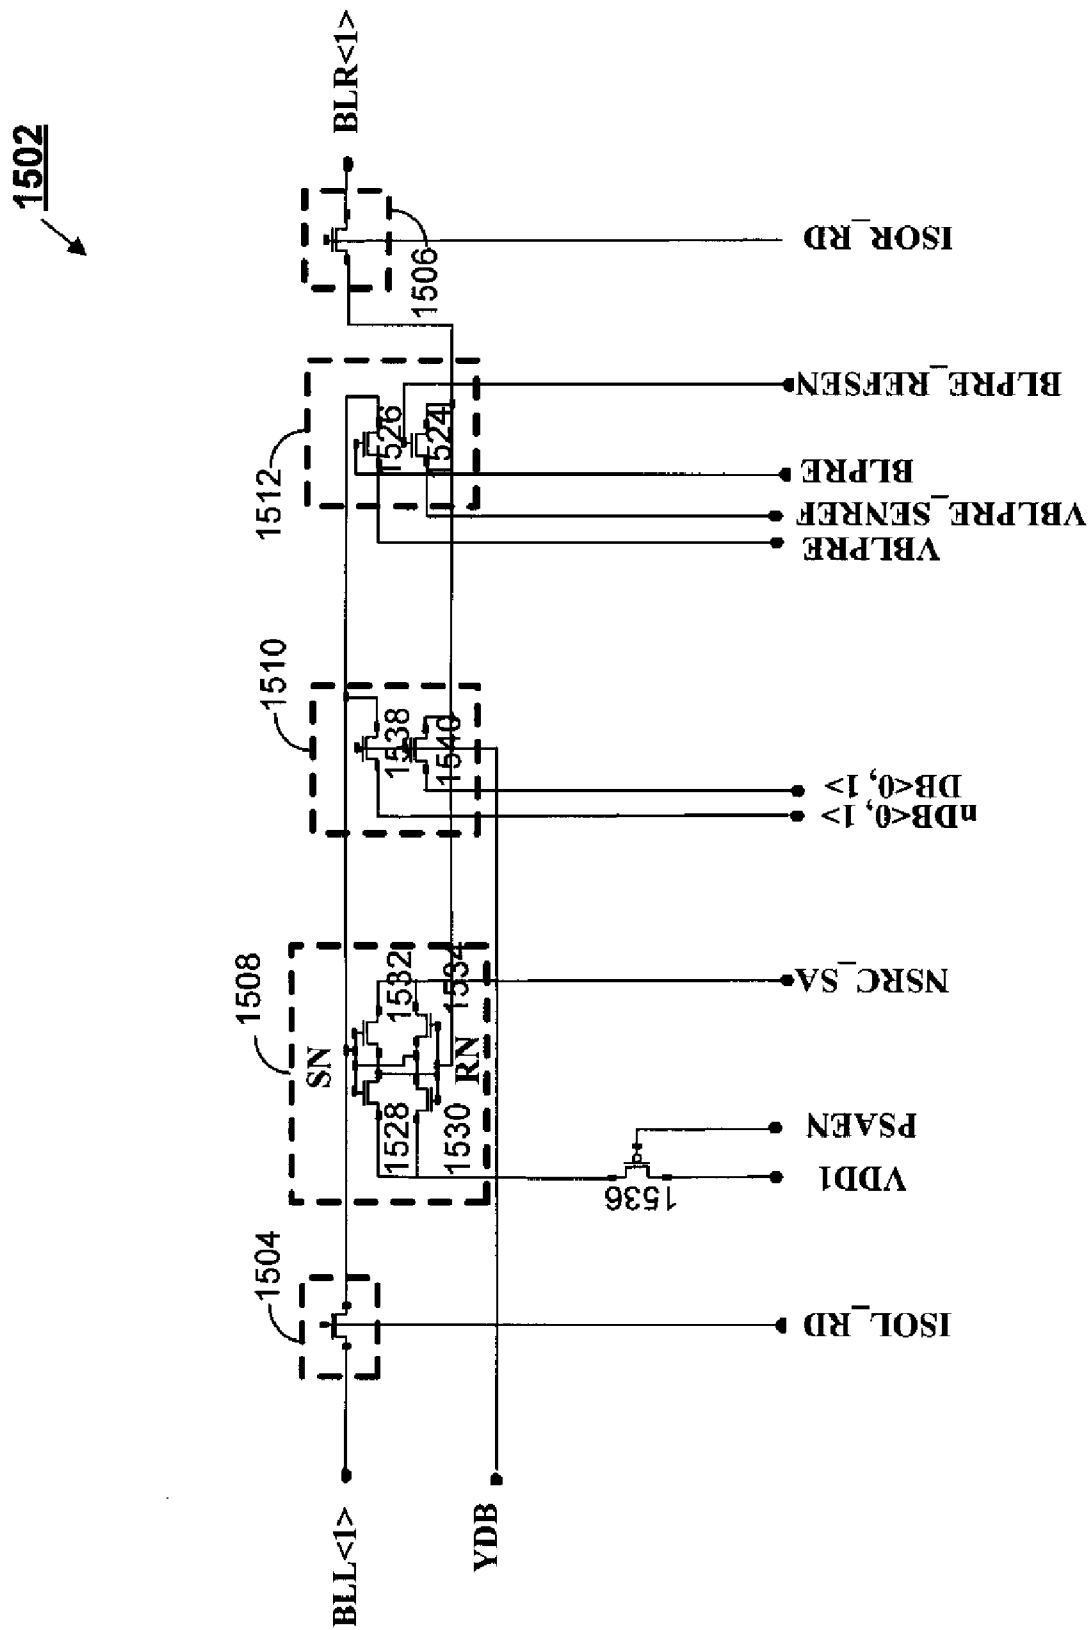 1502
BLR<1>
1506
ISOR_RD
1512
1526
1524
BLPRE_REFSEN
BLPRE
VBLPRE_SENREF
VBLPRE
1510
1538
1540
DB<0, 1>
nDB<0, 1>
1508
SN
RN
1532
1534
1528
1530
NSRC_SA
PSAEN
VDD1
1536
1504
ISOL_RD
BLL<1>
YDB